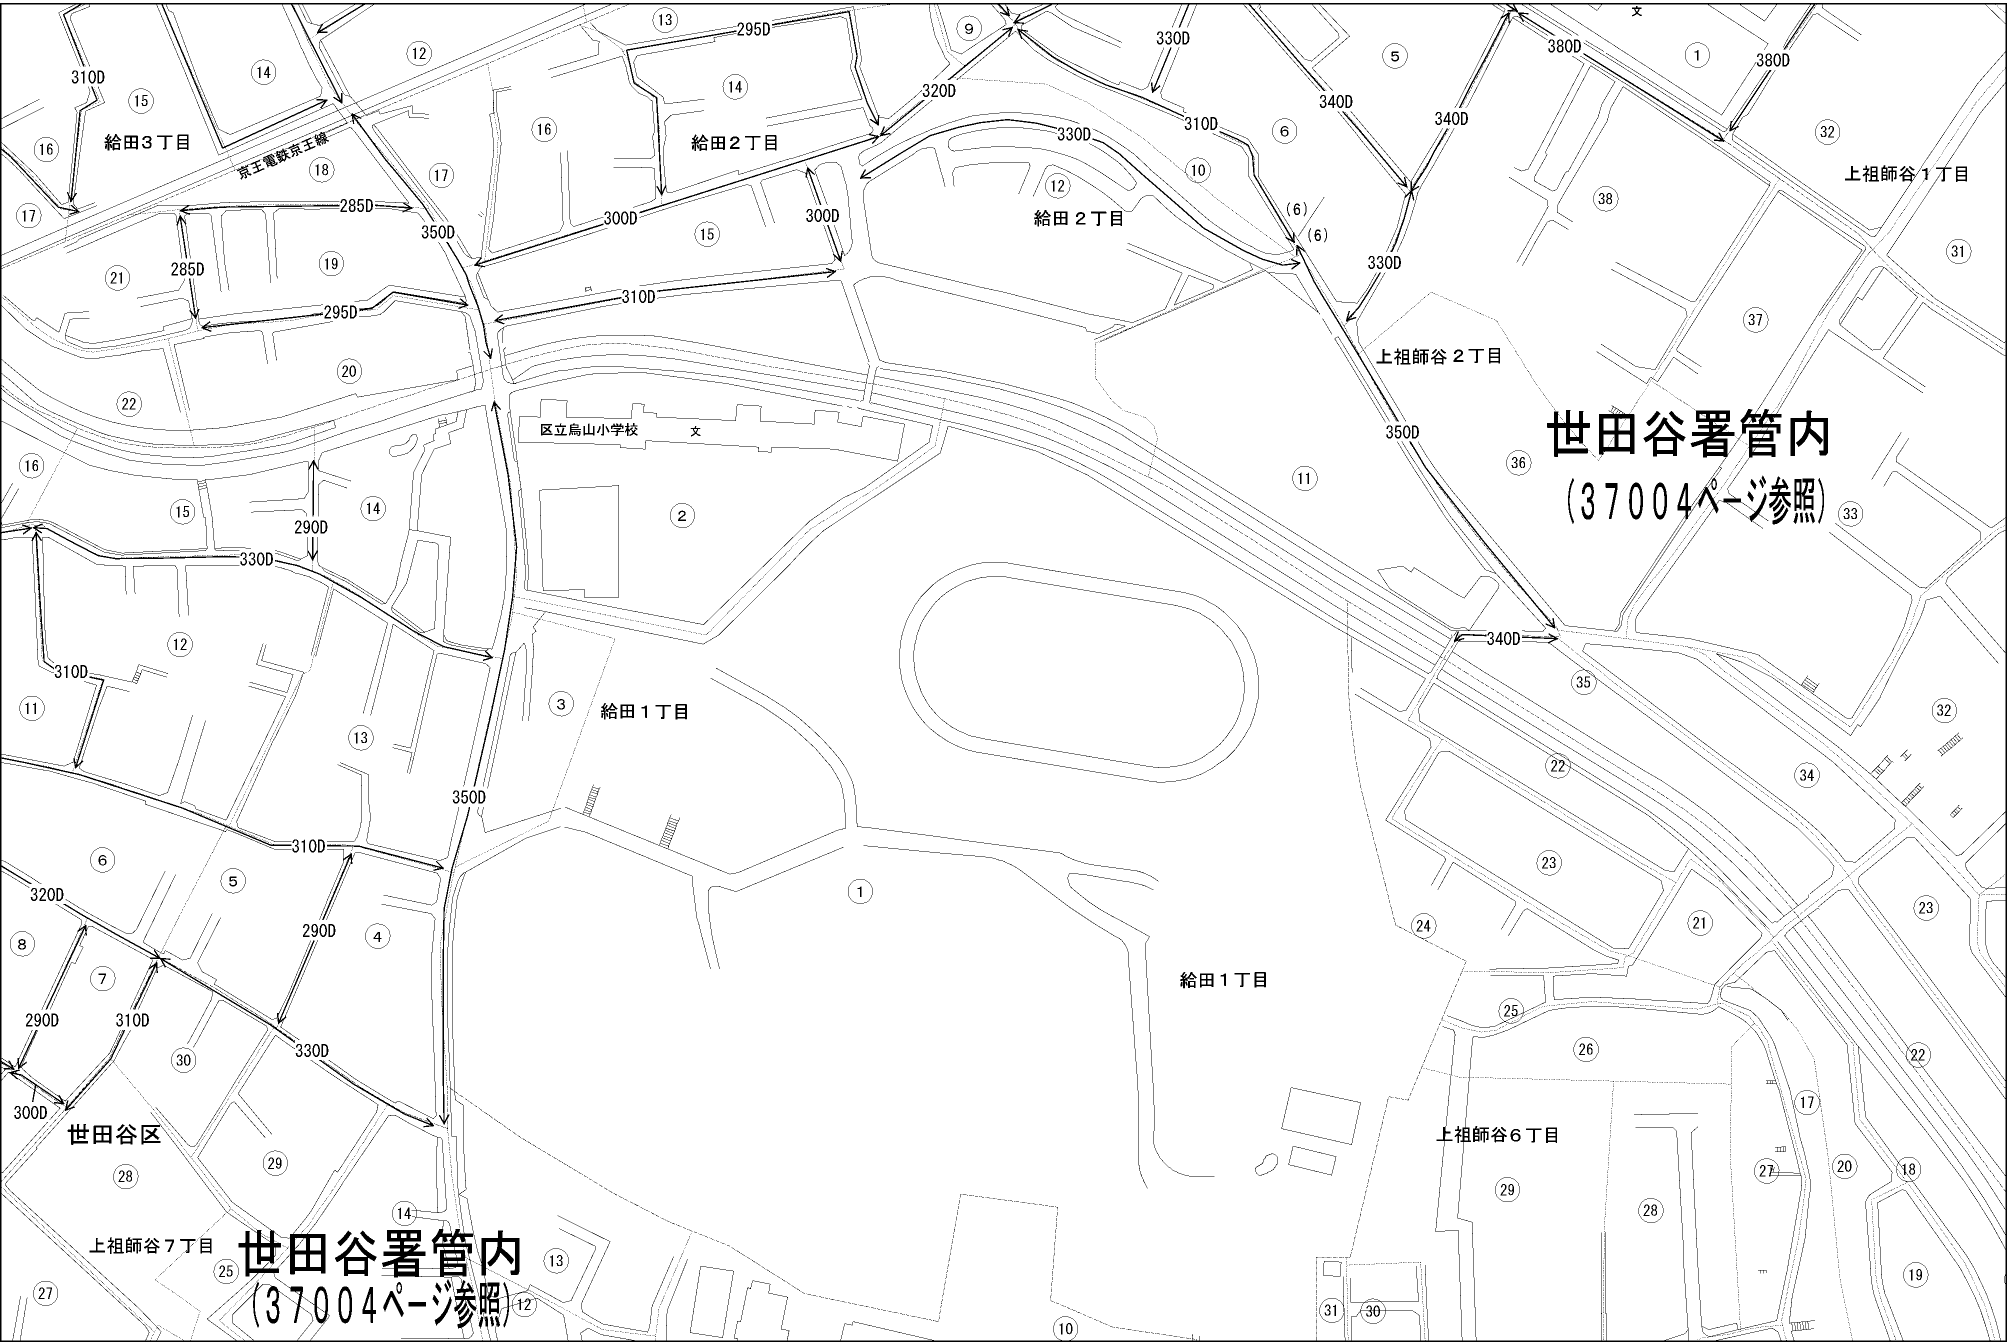 文
13
295D
9
330D
5
380D
1
380D
12
14
310D
15
14
320D
340D
340D
給田3丁目
16
京王電鉄京王線
18
17
16
給田2丁目
310D
6
330D
10
32
上祖師谷1丁目
17
285D
350D
300D
300D
15
12
給田2丁目
(6)
(6)
38
31
21
285D
19
310D
330D
37
295D
20
22
上祖師谷2丁目
350D
区立烏山小学校
文
世田谷署管内
(37004ページ参照)
16
15
14
290D
2
11
36
33
330D
12
310D
11
340D
35
3
給田1丁目
13
32
22
34
350D
310D
6
5
23
320D
1
290D
4
8
7
24
21
23
給田1丁目
290D
310D
25
30
330D
26
22
300D
世田谷区
17
上祖師谷6丁目
29
28
27
20
18
29
28
14
上祖師谷7丁目
世田谷署管内
(37004ページ参照)
25
13
27
12
19
31
30
10